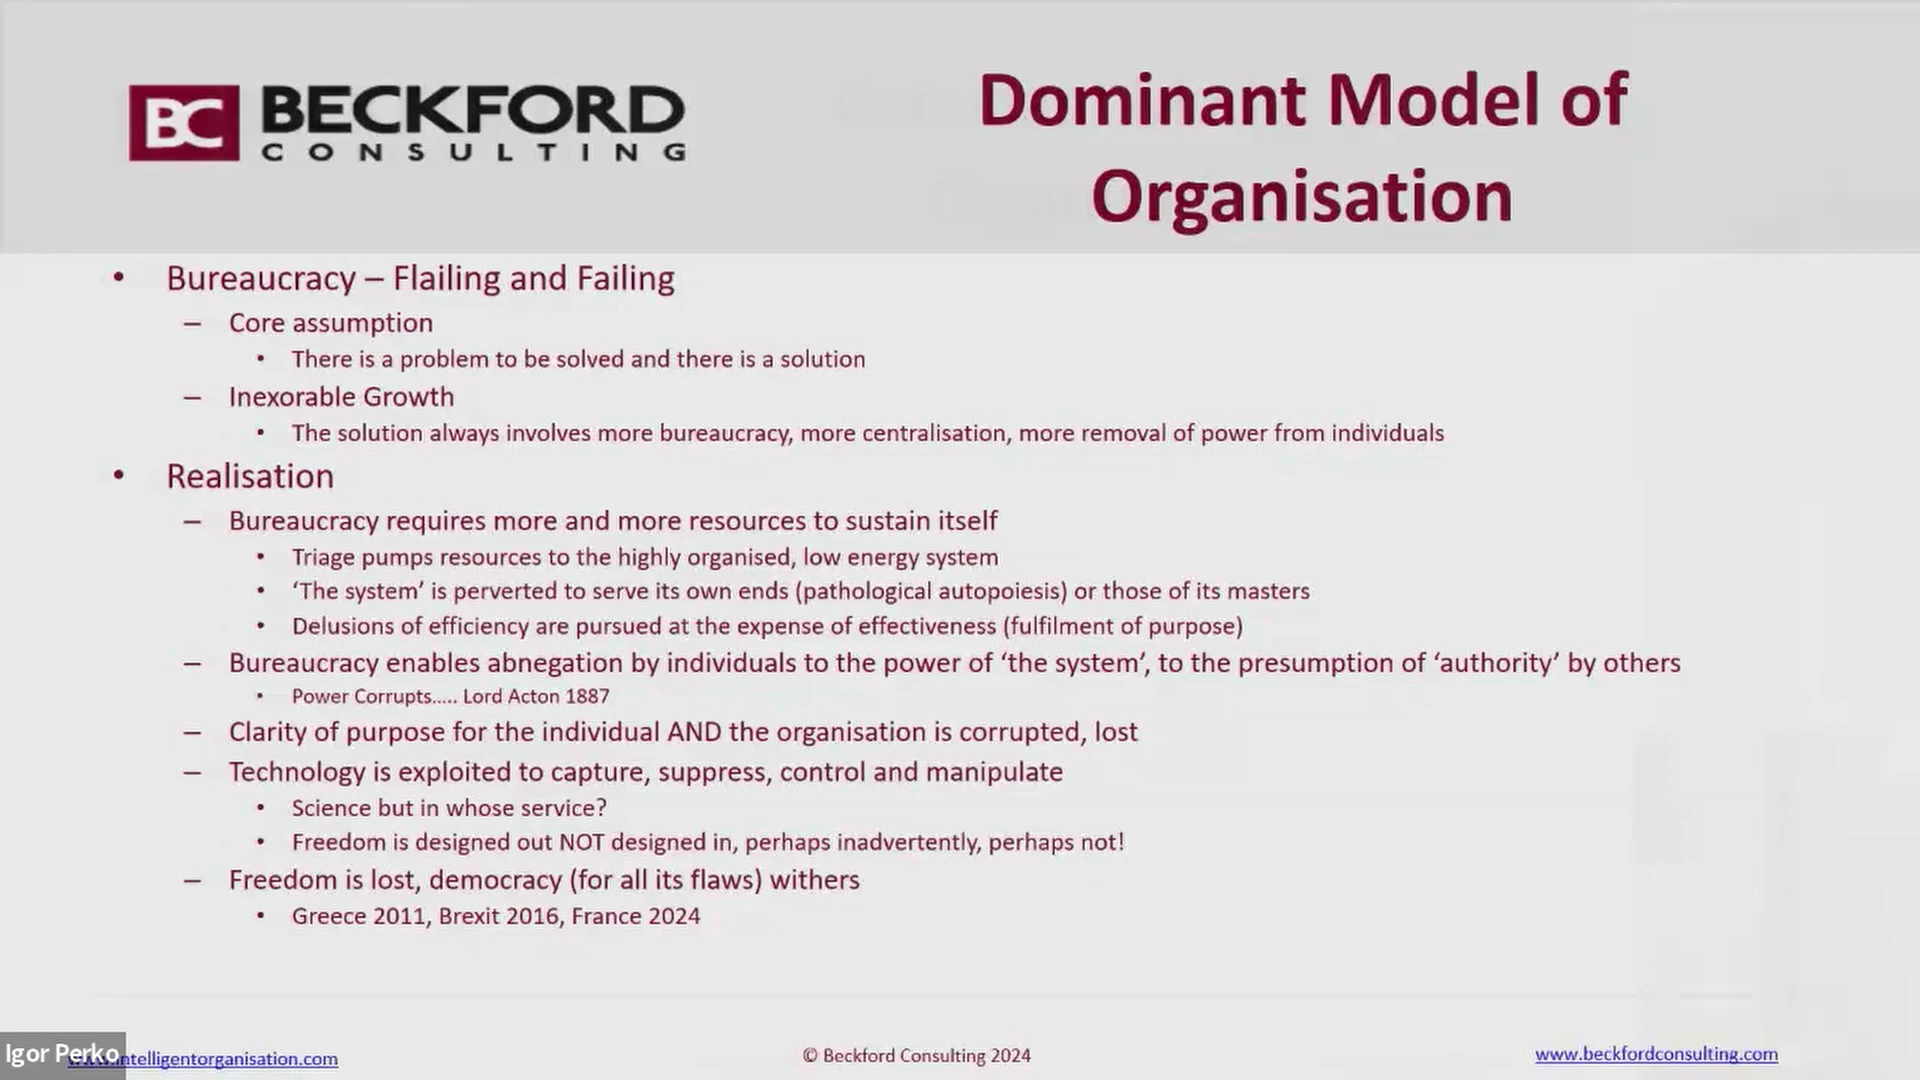 BC BECKFORD
CONSULTING
Dominant Model of
Organisation
• Bureaucracy – Flailing and Failing
– Core assumption
• There is a problem to be solved and there is a solution
– Inexorable Growth
• The solution always involves more bureaucracy, more centralisation, more removal of power from individuals
• Realisation
– Bureaucracy requires more and more resources to sustain itself
• Triage pumps resources to the highly organised, low energy system
• ‘The system’ is perverted to serve its own ends (pathological autopoiesis) or those of its masters
• Delusions of efficiency are pursued at the expense of effectiveness (fulfilment of purpose)
– Bureaucracy enables abnegation by individuals to the power of ‘the system’, to the presumption of ‘authority’ by others
• Power Corrupts..... Lord Acton 1887
– Clarity of purpose for the individual AND the organisation is corrupted, lost
– Technology is exploited to capture, suppress, control and manipulate
• Science but in whose service?
• Freedom is designed out NOT designed in, perhaps inadvertently, perhaps not!
– Freedom is lost, democracy (for all its flaws) withers
• Greece 2011, Brexit 2016, France 2024
Igor Perko
intelligentorganisation.com
© Beckford Consulting 2024
www.beckfordconsulting.com